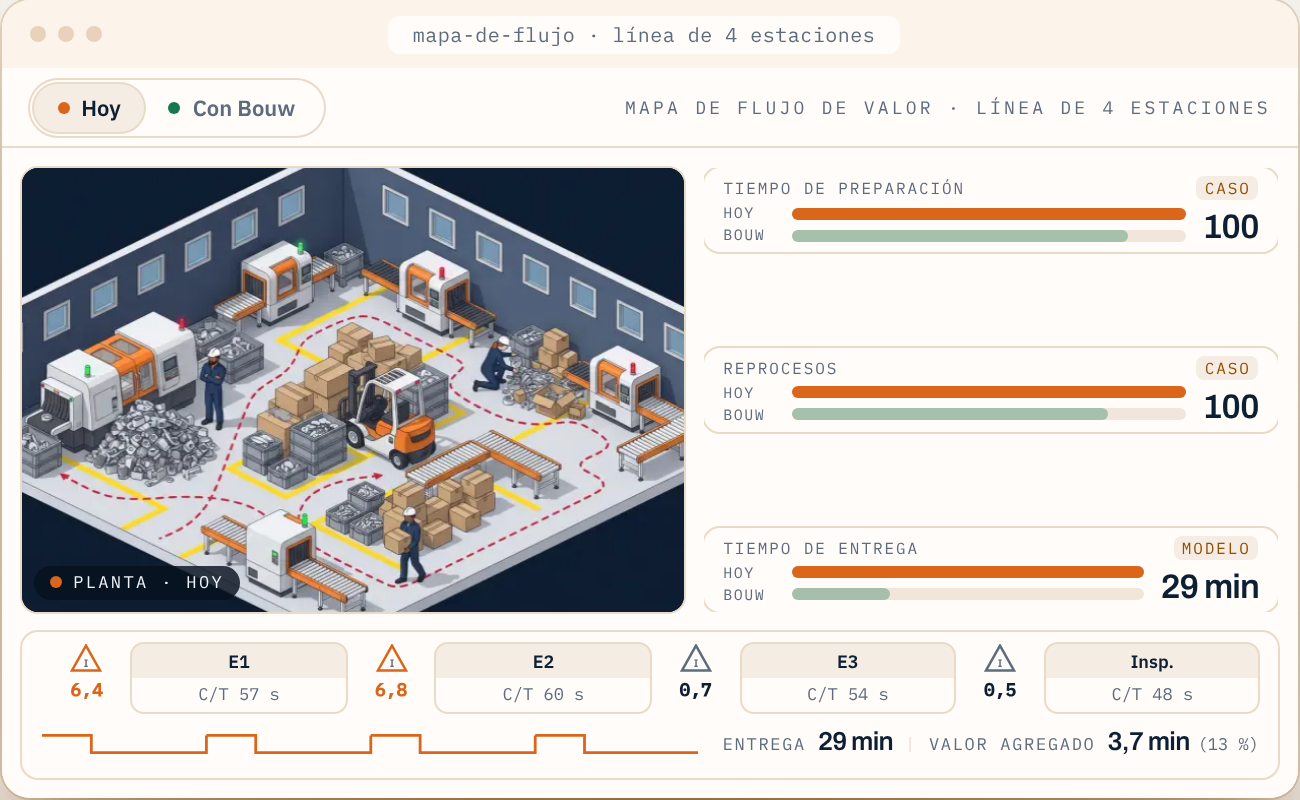 mapa-de-flujo · línea de 4 estaciones
Hoy
Con Bouw
MAPA DE FLUJO DE VALOR · LÍNEA DE 4 ESTACIONES
PLANTA · HOY
TIEMPO DE PREPARACIÓN
CASO
HOY
BOUW
100
REPROCESOS
CASO
HOY
BOUW
100
TIEMPO DE ENTREGA
MODELO
HOY
BOUW
29 min
I
6,4
E1
C/T 57 s
I
6,8
E2
C/T 60 s
I
0,7
E3
C/T 54 s
I
0,5
Insp.
C/T 48 s
ENTREGA 29 min | VALOR AGREGADO 3,7 min (13 %)